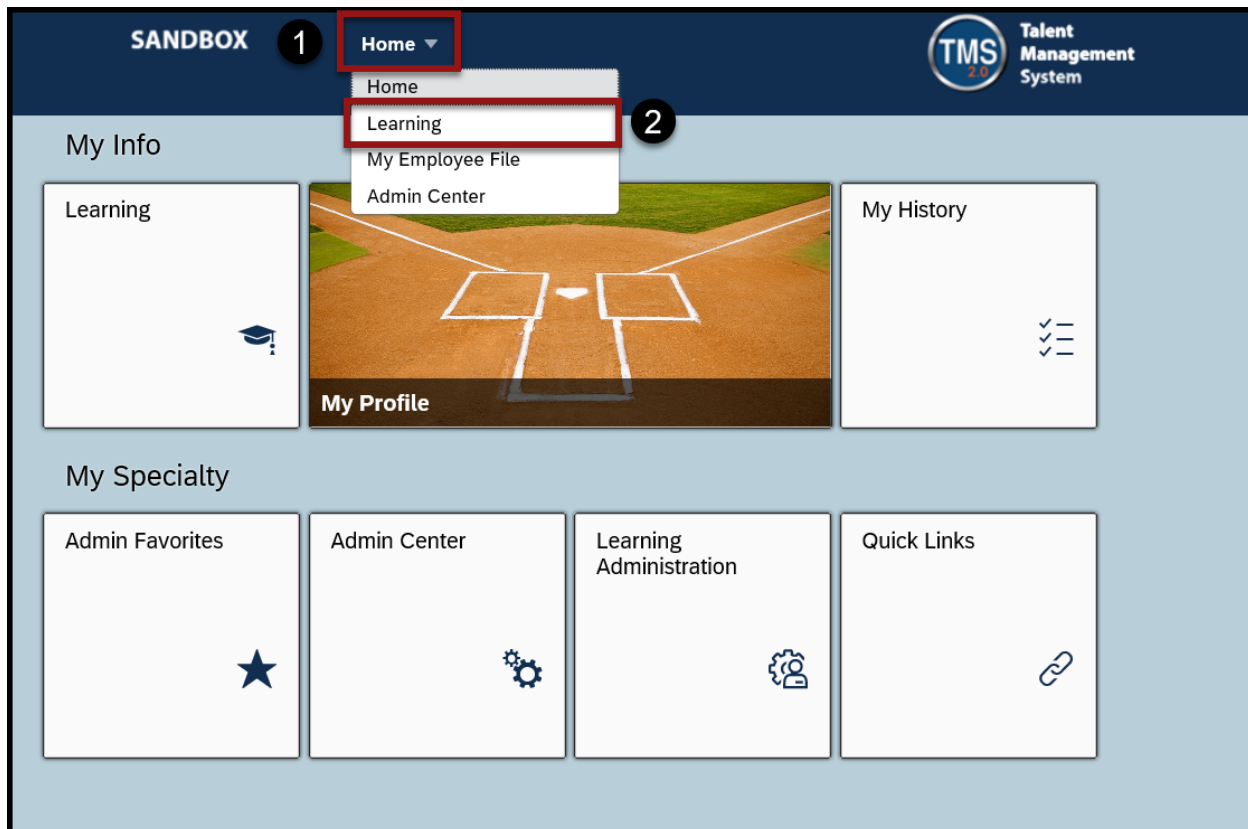 SANDBOX
1
Home
TMS
2.0
Talent
Management
System
Home
Learning
2
My Employee File
Admin Center
My Info
Learning
My Profile
My History
My Specialty
Admin Favorites
Admin Center
Learning
Administration
Quick Links